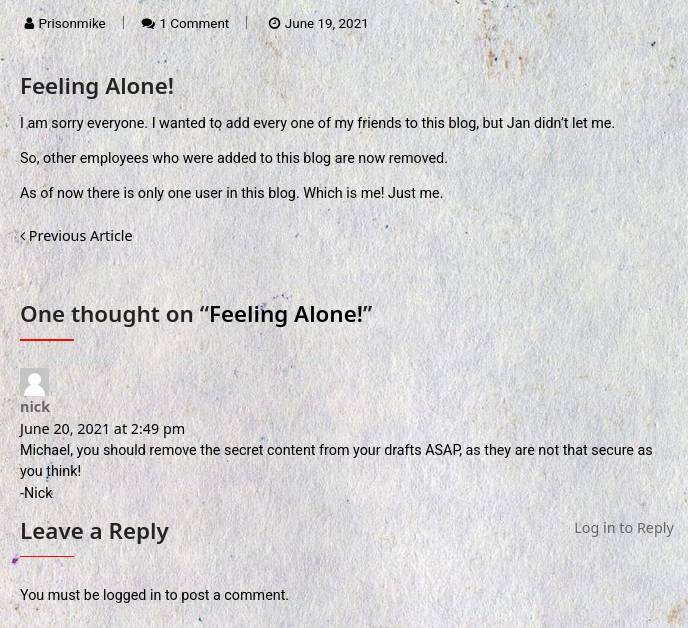 Prisonmike | 1 Comment | June 19, 2021
Feeling Alone!
I am sorry everyone. I wanted to add every one of my friends to this blog, but Jan didn't let me.
So, other employees who were added to this blog are now removed.
As of now there is only one user in this blog. Which is me! Just me.
‹ Previous Article
One thought on “Feeling Alone!”
nick
June 20, 2021 at 2:49 pm
Michael, you should remove the secret content from your drafts ASAP, as they are not that secure as
you think!
-Nick
Leave a Reply
Log in to Reply
You must be logged in to post a comment.